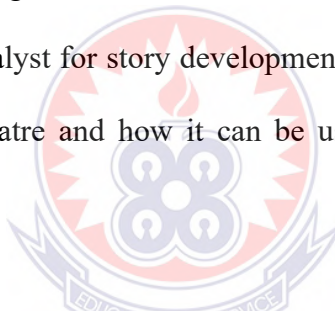 alyst for story developmen
atre and how it can be u